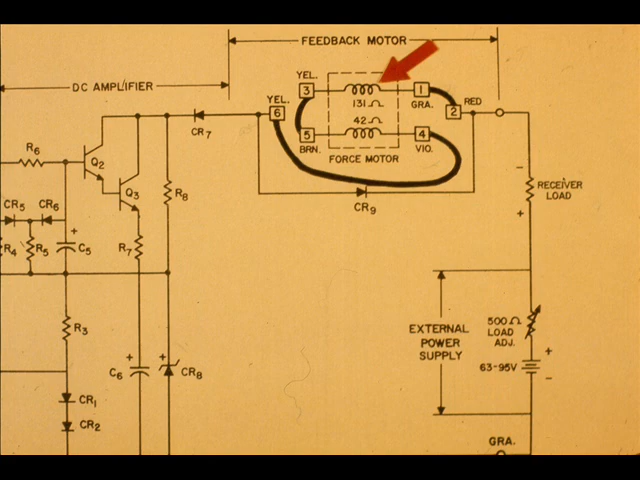 FEEDBACK MOTOR
DC AMPLIFIER
YEL.
3
1
GRA.
131 Ω
YEL.
6
2
RED
42 Ω
5
BRN.
4
VIO.
FORCE MOTOR
CR7
CR9
R6
Q2
Q3
R8
CR5
CR6
+
C5
R4
R5
R7
R3
+
C6
+
CR8
CR1
CR2
−
RECEIVER
LOAD
+
EXTERNAL
POWER
SUPPLY
500 Ω
LOAD
ADJ.
+
63-95V
−
GRA.